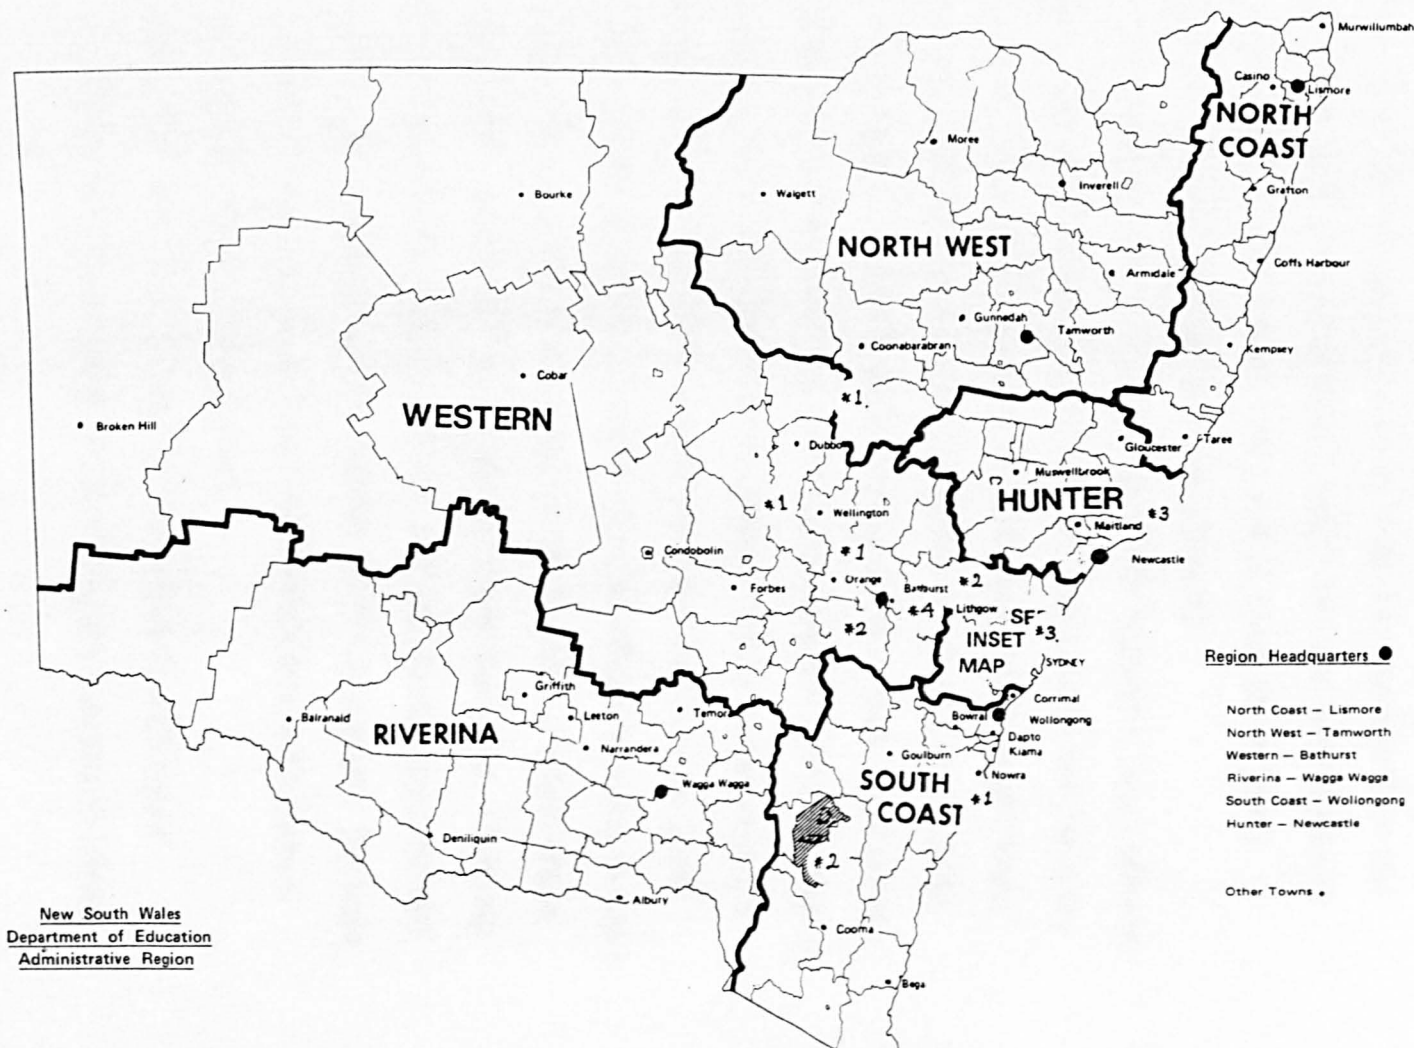 Murwillumbah
Casino
Lismore
NORTH
COAST
Moree
Inverell
Grafton
Bourke
Walgett
NORTH WEST
Armidale
Coffs Harbour
Gunnedah
Tamworth
Coonabarabran
Kempsey
Cobar
WESTERN
*1.
Broken Hill
Dubbo
Gloucester
Taree
Muswellbrook
HUNTER
*1
Wellington
*3
Maitland
Condobolin
*1
Newcastle
Orange
*2
Forbes
Bathurst
*4
Lithgow
*2
INSET
*3.
MAP
SYDNEY
Region Headquarters
Griffith
Corrimal
Balranald
Leeton
Temora
Bowral
Wollongong
North Coast – Lismore
RIVERINA
Dapto
North West – Tamworth
Narrandera
Goulburn
Kiama
Western – Bathurst
Wagga Wagga
SOUTH
COAST
Nowra
*1
Riverina – Wagga Wagga
South Coast – Wollongong
Hunter – Newcastle
Deniliquin
*2
Other Towns
Albury
New South Wales
Department of Education
Administrative Region
Cooma
Bega